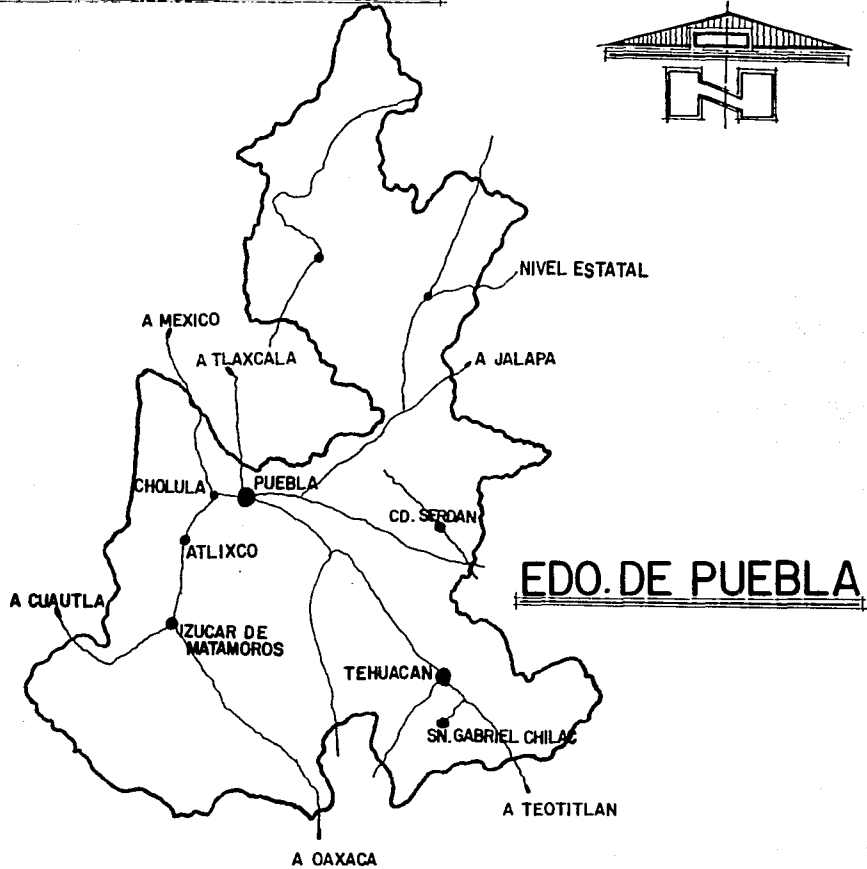 N
NIVEL ESTATAL
A MEXICO
A TLAXCALA
A JALAPA
CHOLULA
PUEBLA
CD. SERDAN
ATLIXCO
EDO. DE PUEBLA
A CUAUTLA
IZUCAR DE
MATAMOROS
TEHUACAN
SN. GABRIEL CHILAC
A TEOTITLAN
A OAXACA